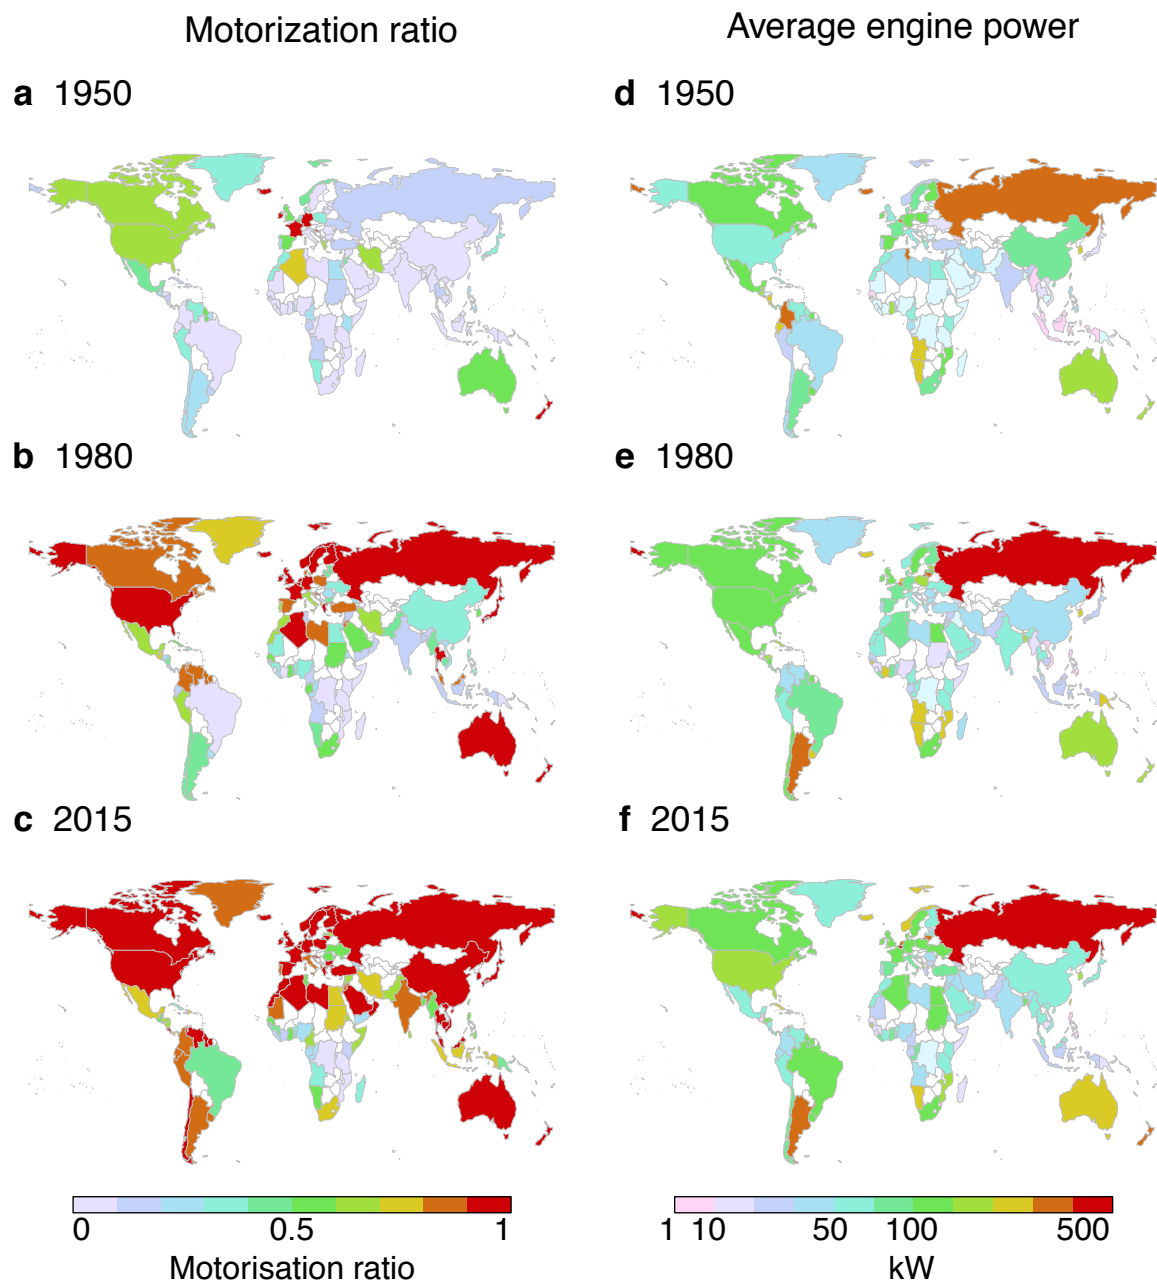 Motorization ratio
Average engine power
a 1950
d 1950
b 1980
e 1980
c 2015
f 2015
0 0.5 1
Motorisation ratio
1 10 50 100 500
kW